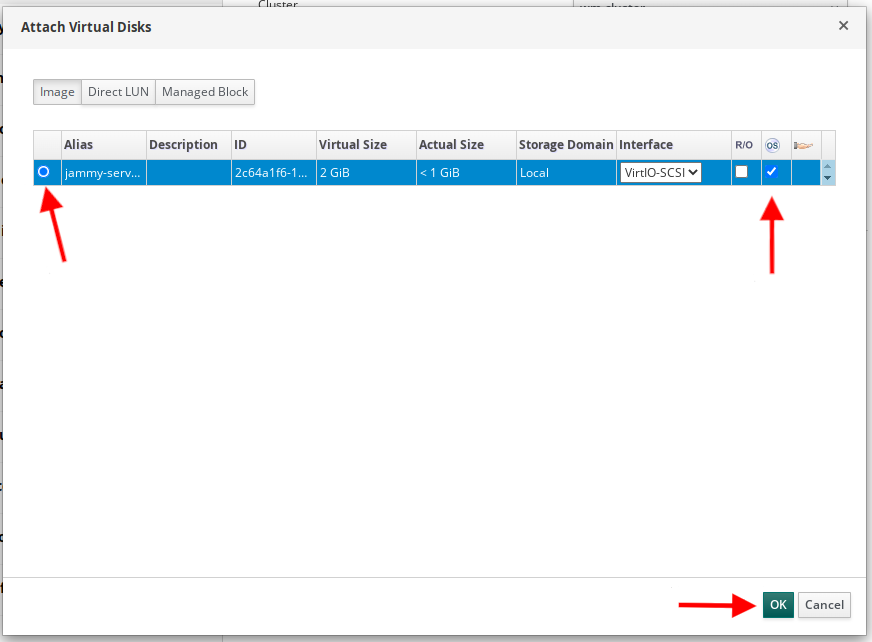 Cluster
Attach Virtual Disks
Image Direct LUN Managed Block
Alias Description ID Virtual Size Actual Size Storage Domain Interface R/O OS
jammy-serv... 2c64a1f6-1... 2 GiB < 1 GiB Local VirtIO-SCSI
OK Cancel